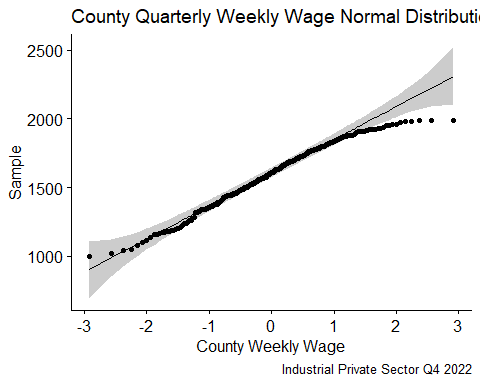 County Quarterly Weekly Wage Normal Distributi
2500
2000
1500
1000
Sample
-3 -2 -1 0 1 2 3
County Weekly Wage
Industrial Private Sector Q4 2022